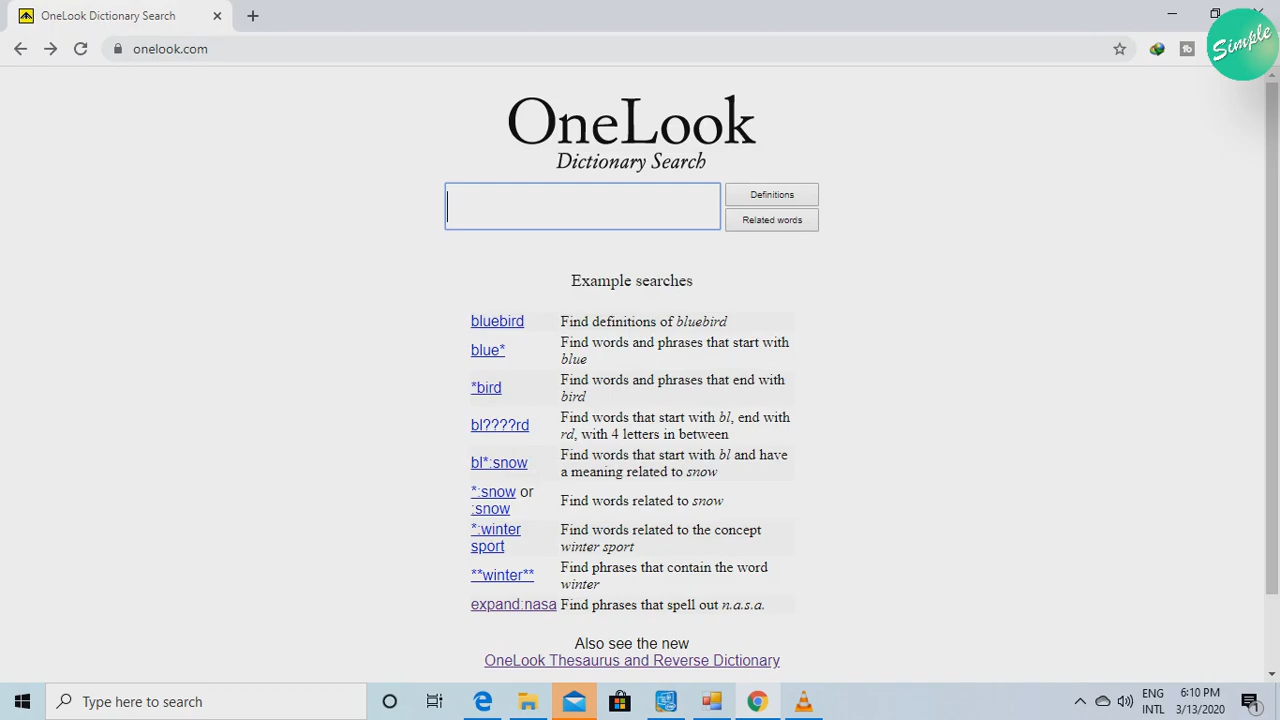 OneLook Dictionary Search
Simple
onelook.com
OneLook
Dictionary Search
Definitions
Related words
Example searches
bluebird Find definitions of bluebird
blue* Find words and phrases that start with
blue
*bird Find words and phrases that end with
bird
bl????rd Find words that start with bl, end with
rd, with 4 letters in between
bl*:snow Find words that start with bl and have
a meaning related to snow
*:snow or
:snow Find words related to snow
*:winter
sport Find words related to the concept
winter sport
**winter** Find phrases that contain the word
winter
expand:nasa Find phrases that spell out n.a.s.a.
Also see the new
OneLook Thesaurus and Reverse Dictionary
Type here to search
ENG
INTL
6:10 PM
3/13/2020
1